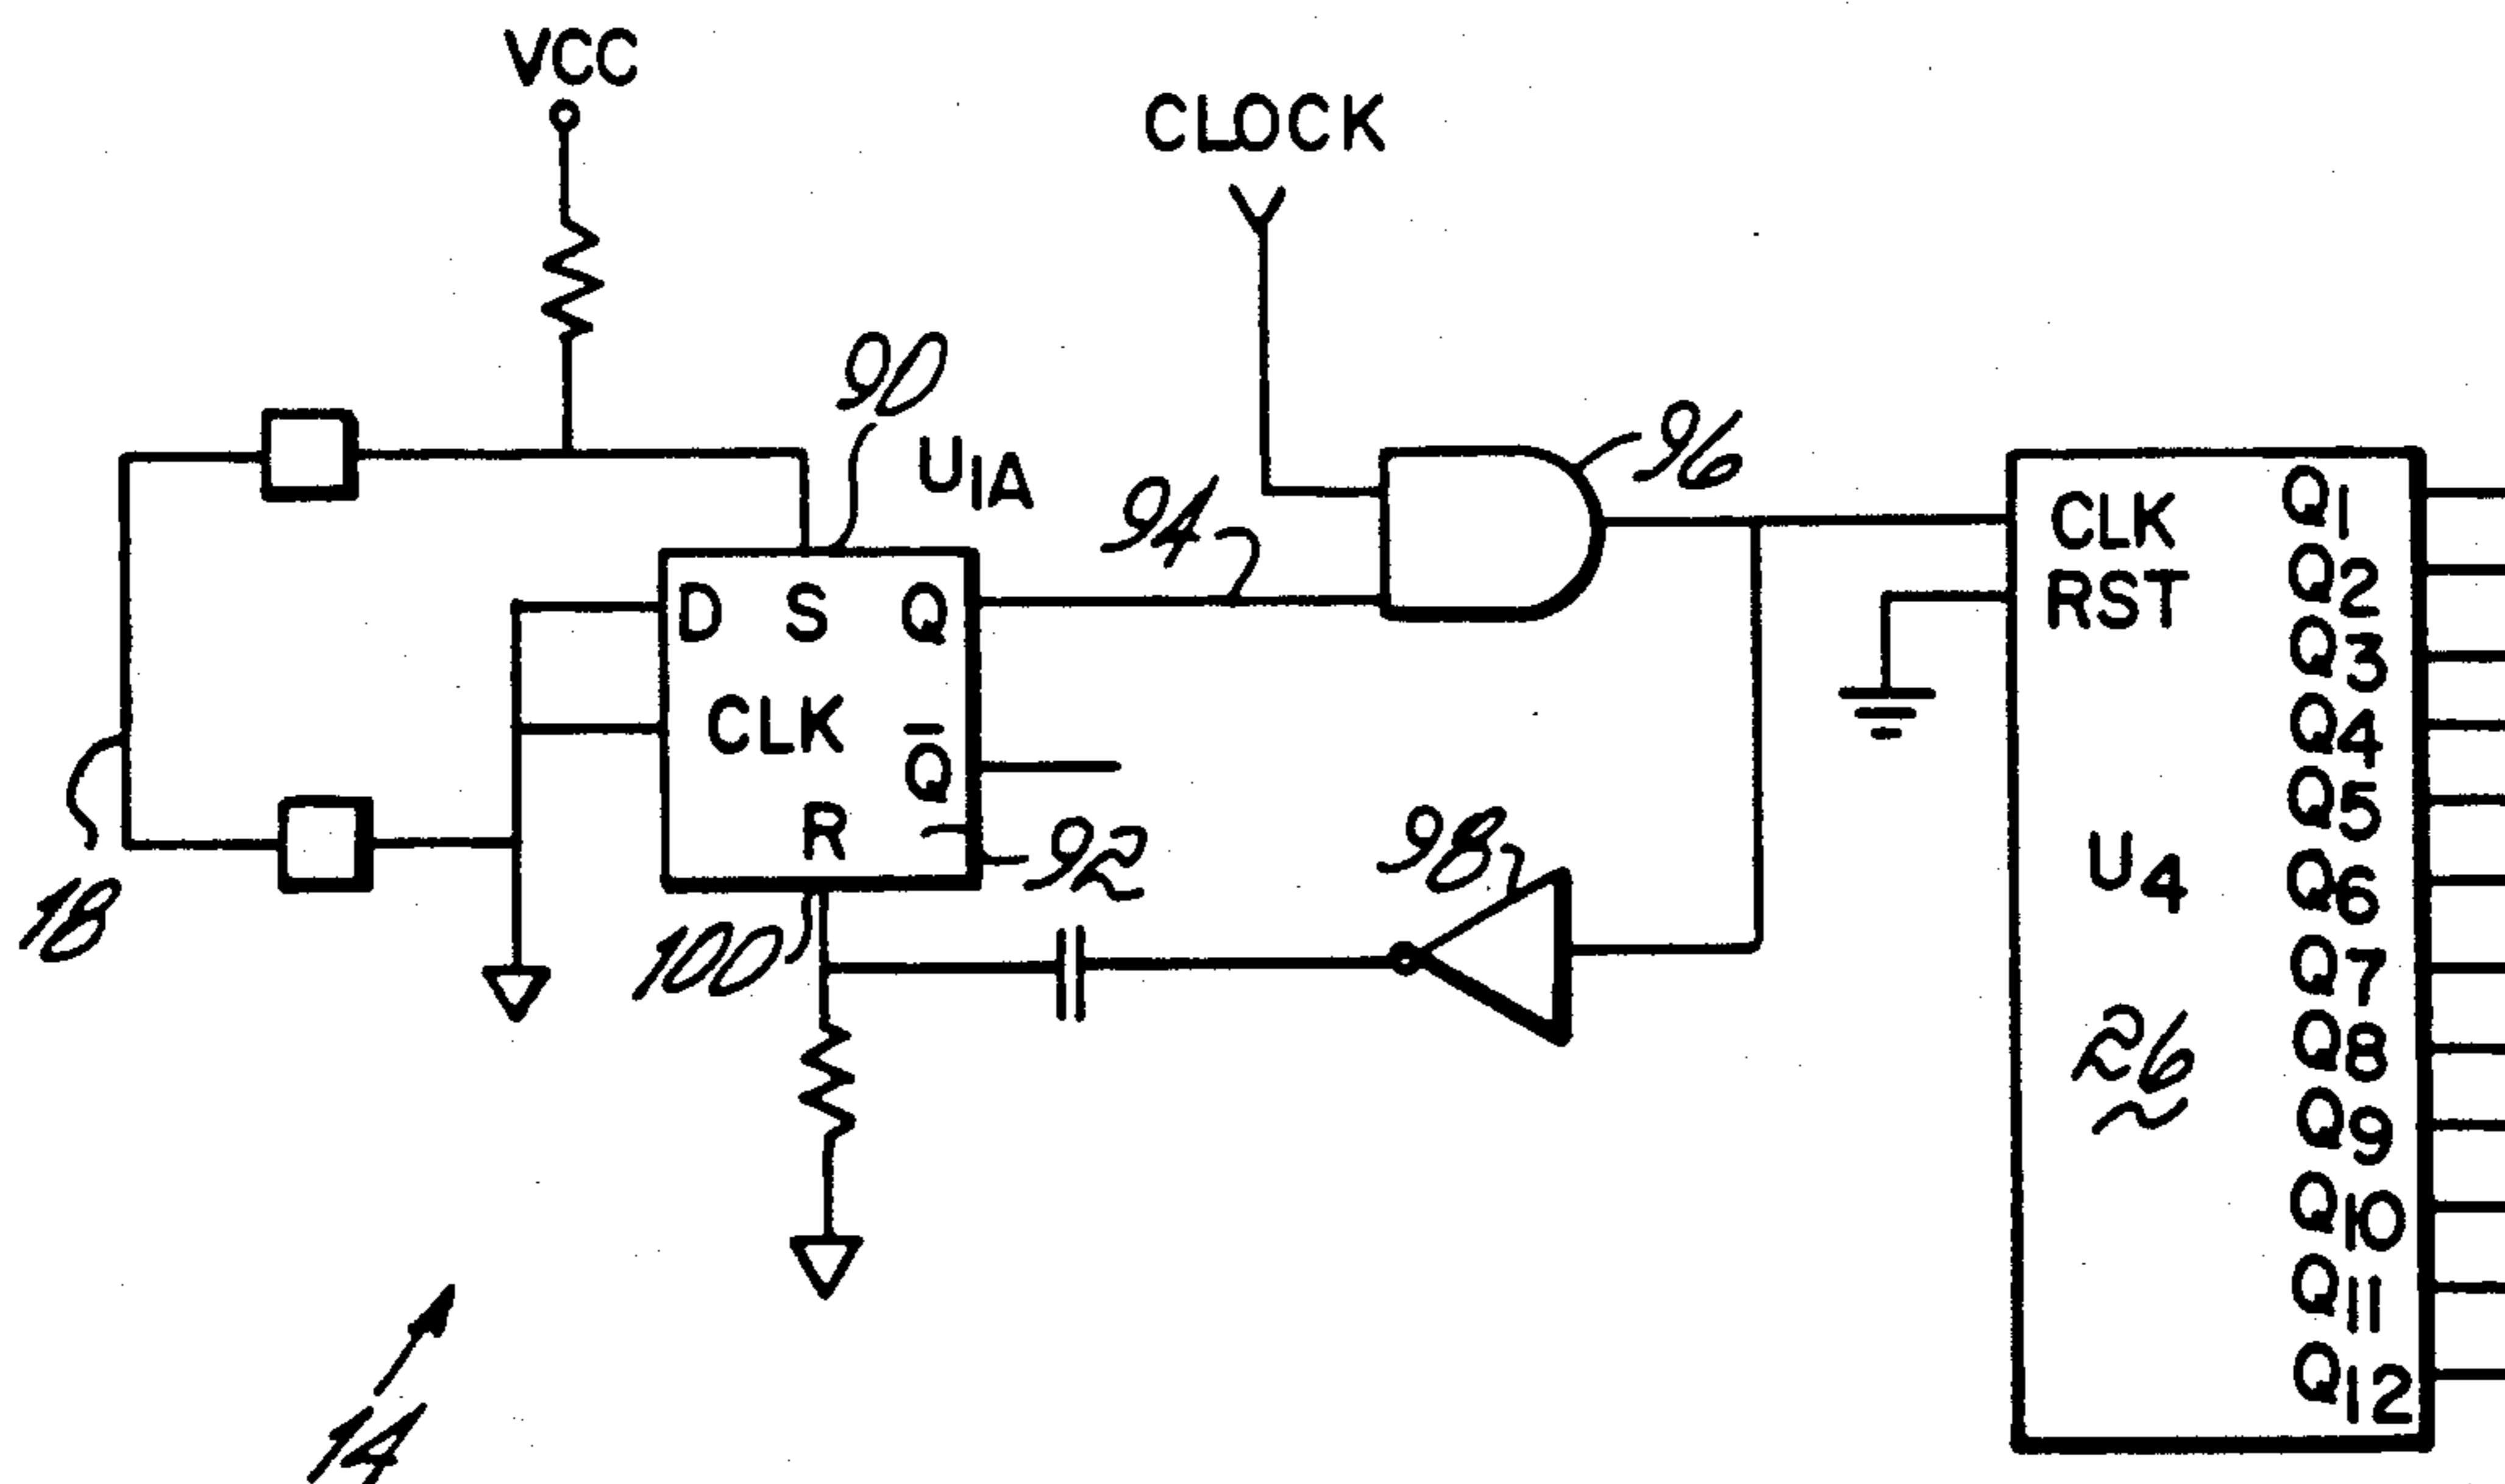 VCC
CLOCK
90
U1A
96
94
D S Q
CLK
Q̅
R
92
98
100
18
14
CLK
RST
U4
26
Q1
Q2
Q3
Q4
Q5
Q6
Q7
Q8
Q9
Q10
Q11
Q12